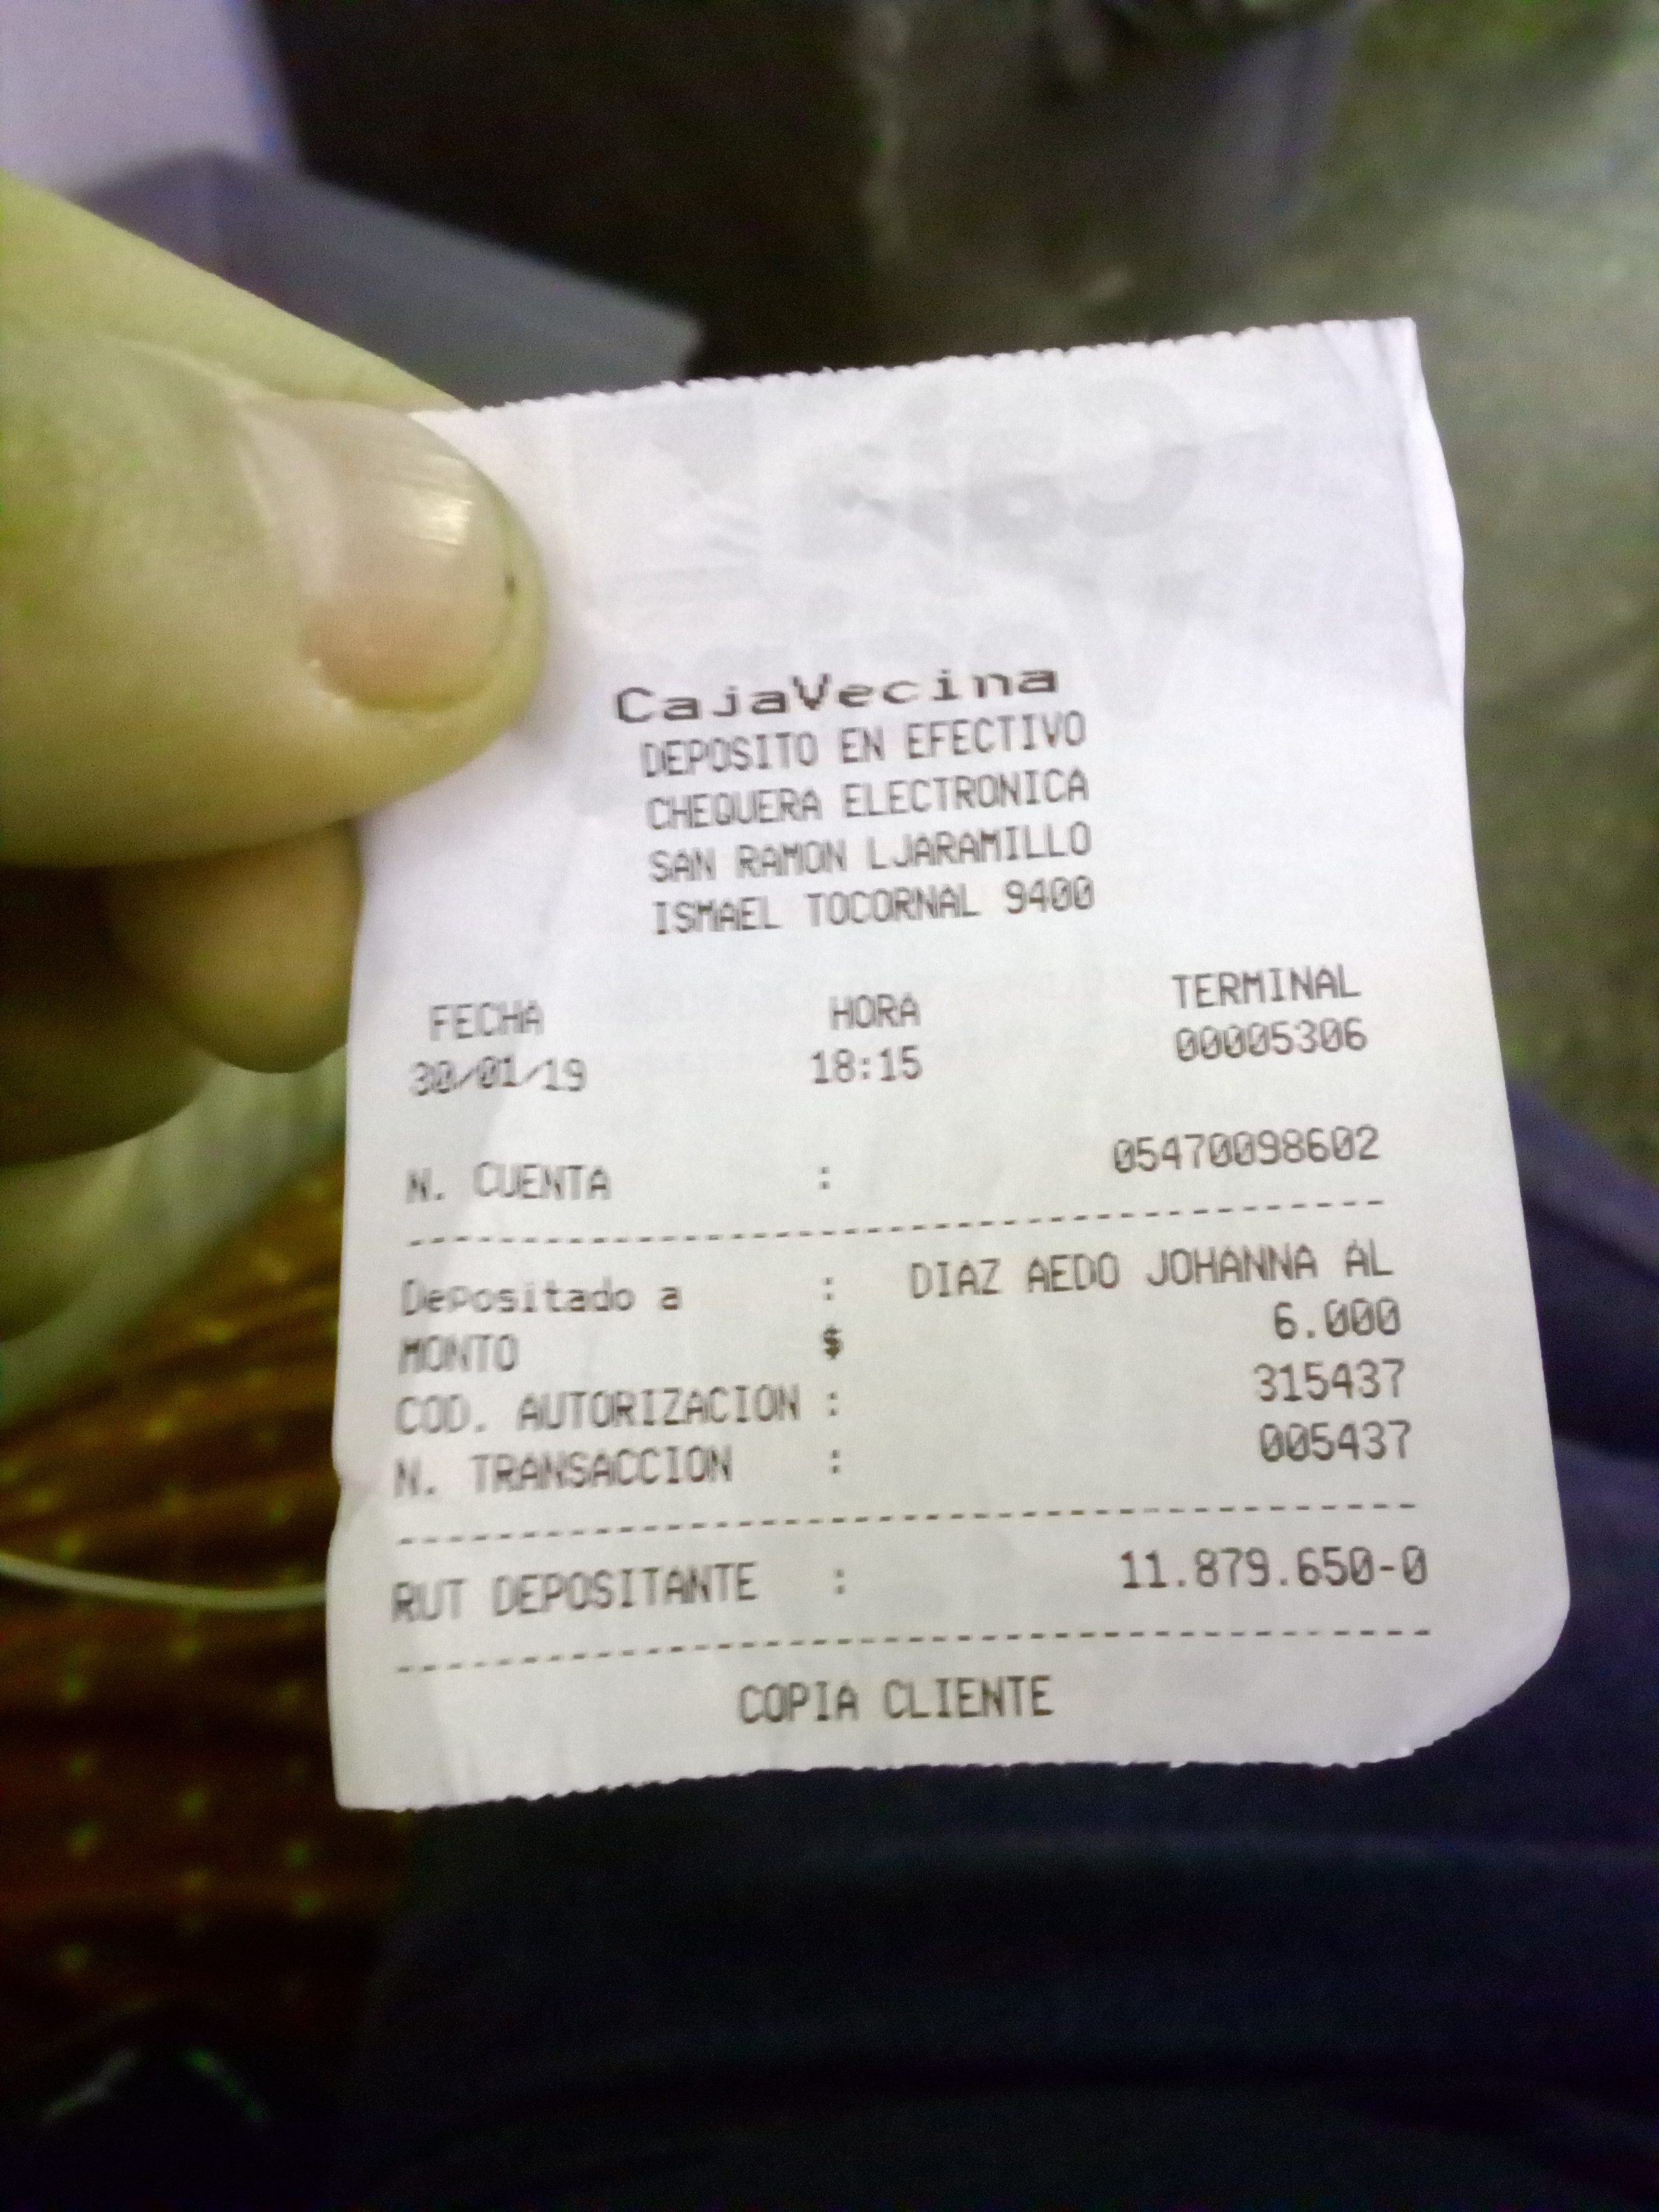 CajaVecina
DEPOSITO EN EFECTIVO
CHEQUERA ELECTRONICA
SAN RAMON LJARAMILLO
ISMAEL TOCORNAL 9400
FECHA HORA TERMINAL
30/01/19 18:15 00005306
N. CUENTA : 05470098602
Depositado a : DIAZ AEDO JOHANNA AL
MONTO $ 6.000
COD. AUTORIZACION : 315437
N. TRANSACCION : 005437
RUT DEPOSITANTE : 11.879.650-0
COPIA CLIENTE